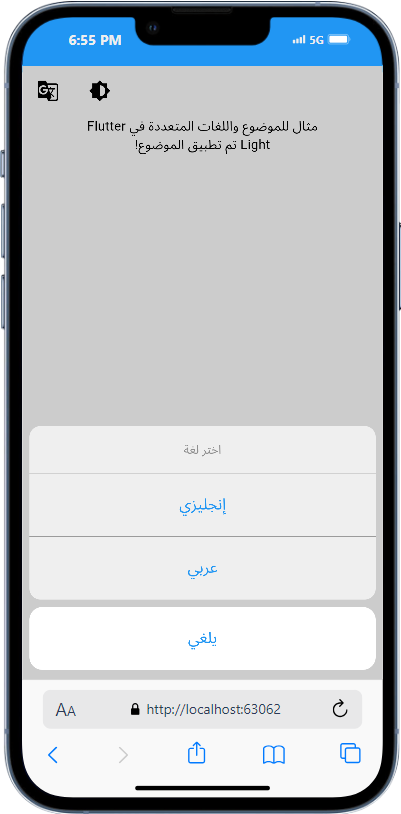 6:55 PM
5G
مثال للموضوع واللغات المتعددة في Flutter
Light تم تطبيق الموضوع!
اختر لغة
إنجليزي
عربي
يلغي
AA
http://localhost:63062